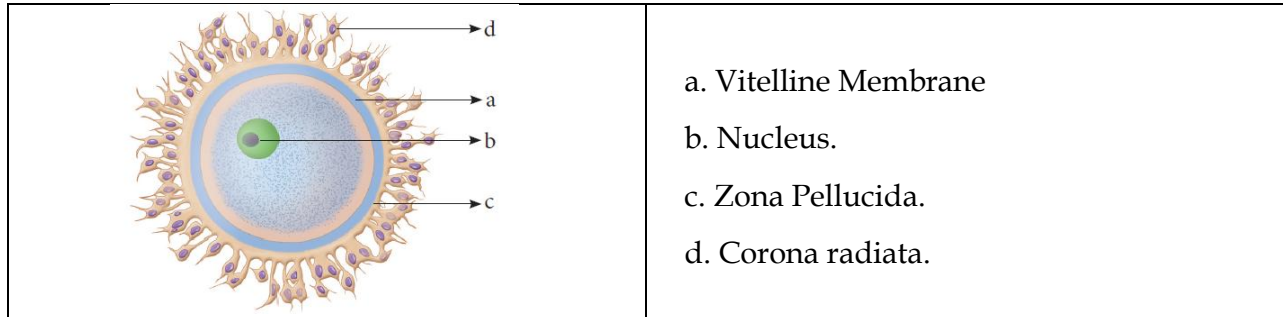 d
a
b
c
a. Vitelline Membrane
b. Nucleus.
c. Zona Pellucida.
d. Corona radiata.